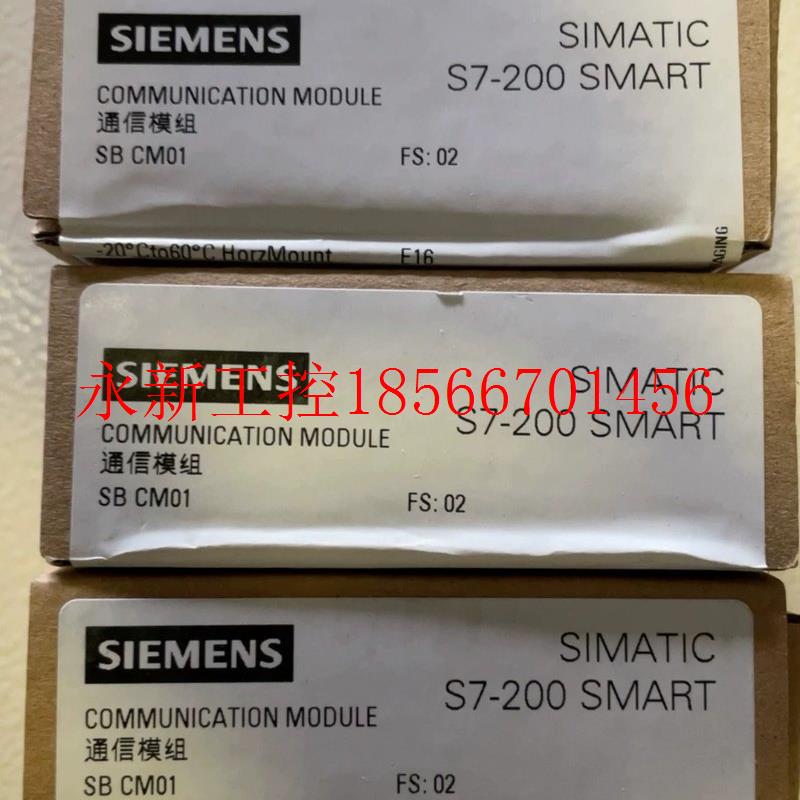 SIEMENS
SIMATIC
S7-200 SMART
COMMUNICATION MODULE
通信模组
SB CM01 FS: 02
-20°C to 60°C HorzMount
AGING
SIEMENS
SIMATIC
永新工控18566701456
S7-200 SMART
COMMUNICATION MODULE
通信模组
SB CM01 FS: 02
SIEMENS
SIMATIC
S7-200 SMART
COMMUNICATION MODULE
通信模组
SB CM01 FS: 02